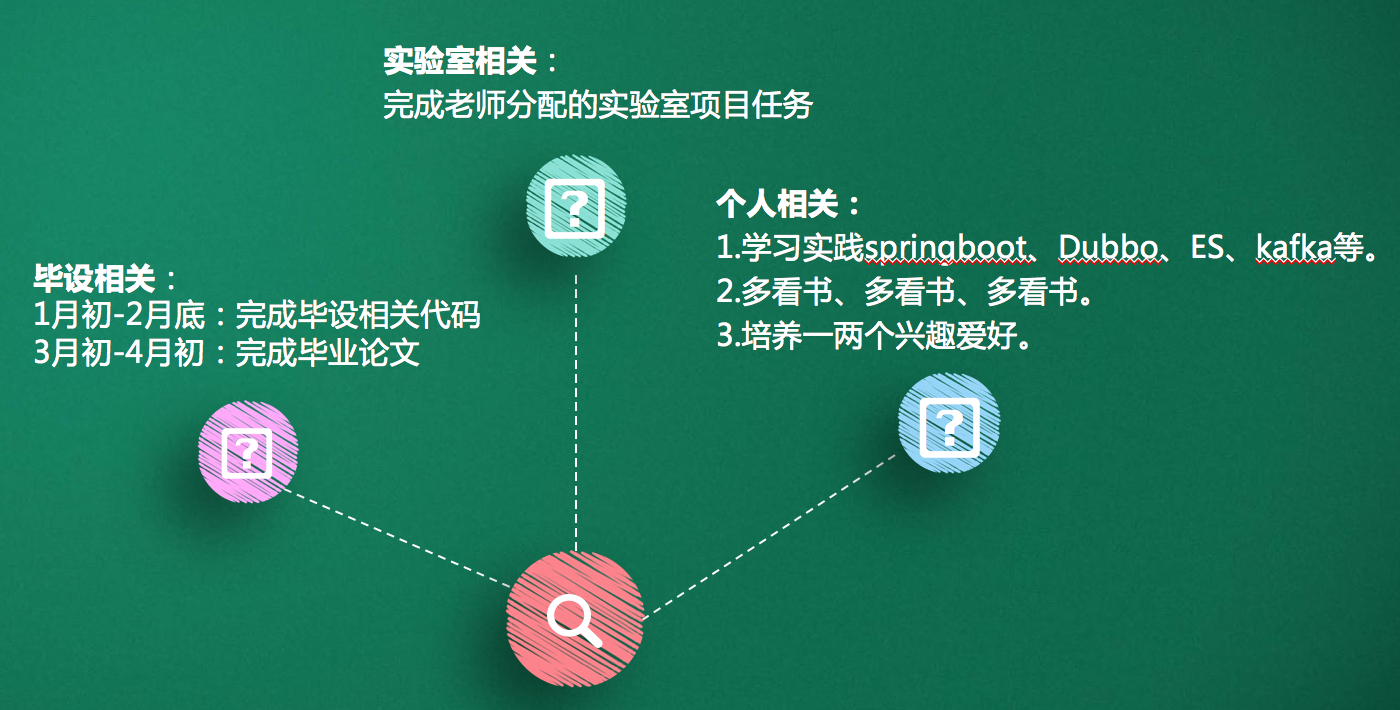 实验室相关：
完成老师分配的实验室项目任务
个人相关：
1.学习实践springboot、Dubbo、ES、kafka等。
2.多看书、多看书、多看书。
3.培养一两个兴趣爱好。
毕设相关：
1月初-2月底：完成毕设相关代码
3月初-4月初：完成毕业论文
?
?
?